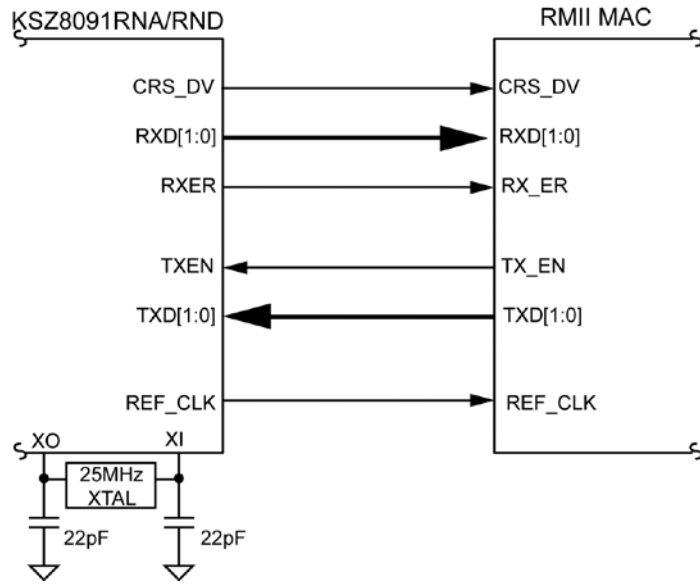 KSZ8091RNA/RND RMII MAC
CRS_DV CRS_DV
RXD[1:0] RXD[1:0]
RXER RX_ER
TXEN TX_EN
TXD[1:0] TXD[1:0]
REF_CLK REF_CLK
XO XI
25MHz
XTAL
22pF 22pF